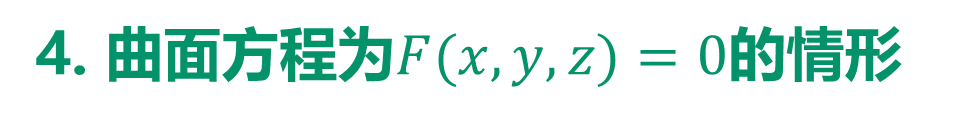 4. 曲面方程为F(x, y, z) = 0的情形